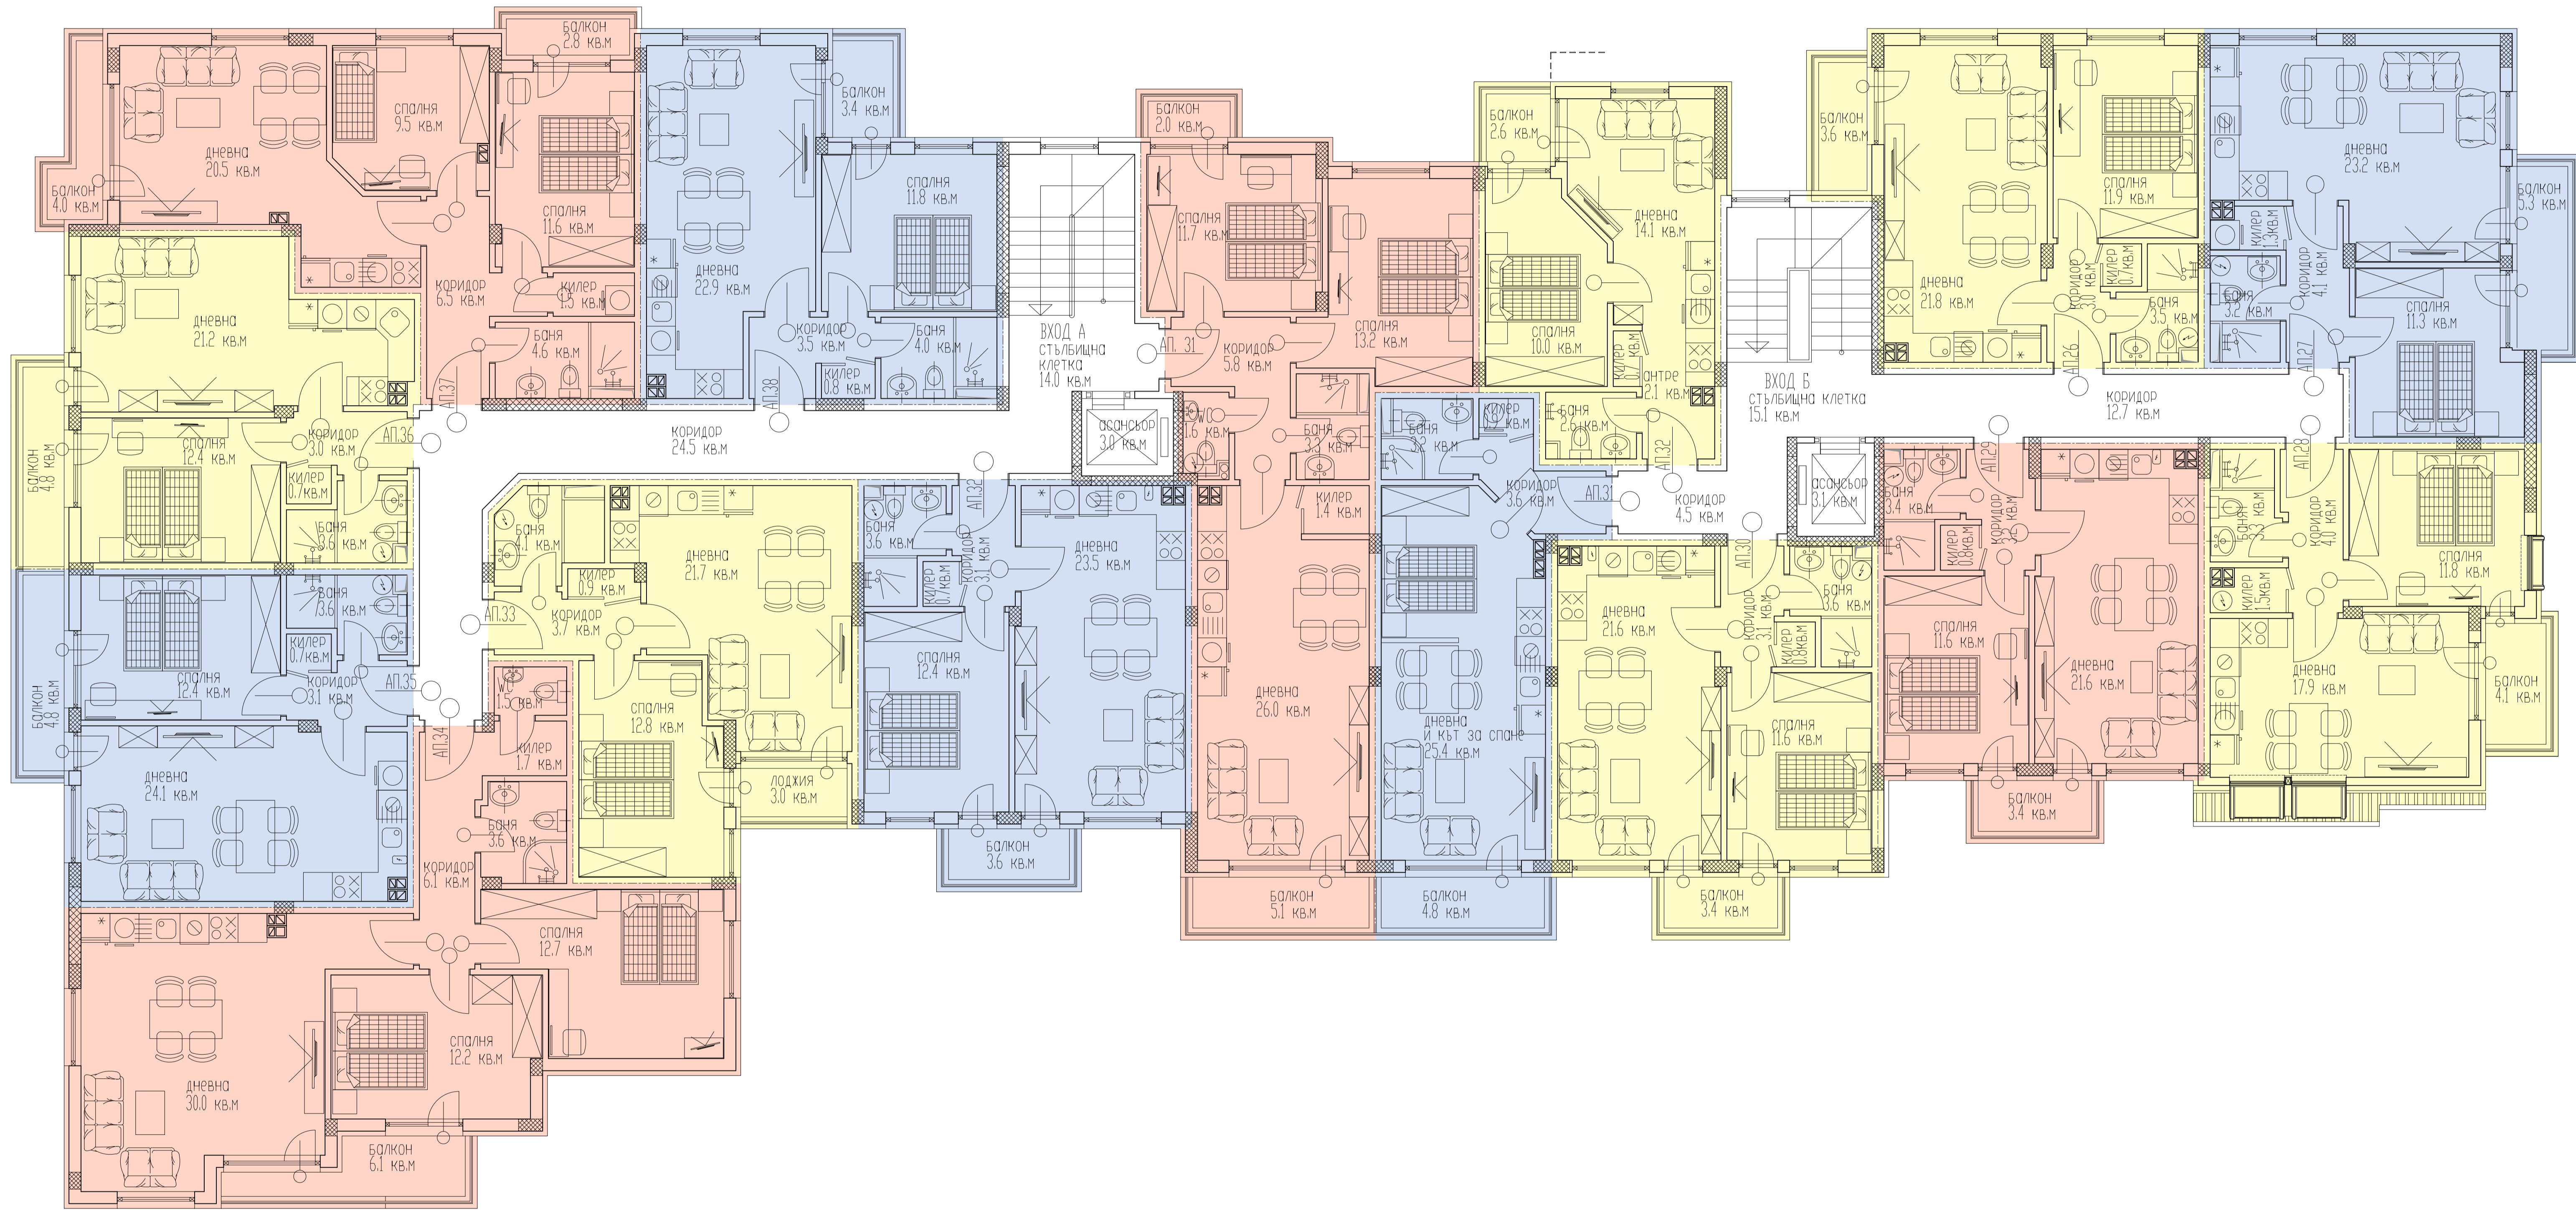 балкон
2.8 кв.м
дневна
20.5 кв.м
спалня
9.5 кв.м
спалня
11.6 кв.м
балкон
4.0 кв.м
коридор
6.5 кв.м
килер
1.5 кв.м
баня
4.6 кв.м
АП.37
балкон
3.4 кв.м
дневна
22.9 кв.м
спалня
11.8 кв.м
коридор
3.5 кв.м
баня
4.0 кв.м
килер
0.8 кв.м
АП.38
дневна
21.2 кв.м
балкон
4.8 кв.м
спалня
12.4 кв.м
коридор
3.0 кв.м
АП.36
килер
0.7кв.м
баня
3.6 кв.м
коридор
24.5 кв.м
ВХОД А
стълбищна
клетка
14.0 кв.м
асансьор
3.0 кв.м
балкон
2.0 кв.м
спалня
11.7 кв.м
спалня
13.2 кв.м
АП. 31
коридор
5.8 кв.м
WC
1.6 кв.м
баня
3.3 кв.м
килер
1.4 кв.м
дневна
26.0 кв.м
балкон
5.1 кв.м
балкон
2.6 кв.м
дневна
14.1 кв.м
спалня
10.0 кв.м
килер
0.7 кв.м
антре
2.1 кв.м
баня
2.6 кв.м
АП.32
баня
3.2 кв.м
килер
0.9 кв.м
коридор
3.6 кв.м
АП.31
дневна
и кът за спане
25.4 кв.м
балкон
4.8 кв.м
ВХОД Б
стълбищна клетка
15.1 кв.м
коридор
4.5 кв.м
асансьор
3.1 кв.м
коридор
12.7 кв.м
балкон
3.6 кв.м
дневна
21.8 кв.м
спалня
11.9 кв.м
коридор
3.0 кв.м
килер
0.7кв.м
баня
3.5 кв.м
АП.26
дневна
23.2 кв.м
балкон
5.3 кв.м
килер
1.3кв.м
коридор
4.1 кв.м
баня
3.2 кв.м
спалня
11.3 кв.м
АП.27
АП.28
баня
3.3 кв.м
коридор
4.0 кв.м
спалня
11.8 кв.м
килер
1.5кв.м
дневна
17.9 кв.м
балкон
4.1 кв.м
АП.29
баня
3.4 кв.м
коридор
килер
0.8кв.м
спалня
11.6 кв.м
дневна
21.6 кв.м
балкон
3.4 кв.м
АП.30
дневна
21.6 кв.м
коридор
3.1 кв.м
баня
3.6 кв.м
килер
0.8кв.м
спалня
11.6 кв.м
балкон
3.4 кв.м
АП.32
баня
3.6 кв.м
коридор
3.1 кв.м
килер
0.7кв.м
дневна
23.5 кв.м
спалня
12.4 кв.м
балкон
3.6 кв.м
баня
4.1 кв.м
дневна
21.7 кв.м
килер
0.9 кв.м
АП.33
коридор
3.7 кв.м
спалня
12.8 кв.м
лоджия
3.0 кв.м
баня
3.6 кв.м
килер
0.7кв.м
спалня
12.4 кв.м
коридор
3.1 кв.м
АП.35
балкон
4.8 кв.м
дневна
24.1 кв.м
WC
1.5 кв.м
АП.34
килер
1.7 кв.м
баня
3.6 кв.м
коридор
6.1 кв.м
спалня
12.7 кв.м
спалня
12.2 кв.м
дневна
30.0 кв.м
балкон
6.1 кв.м